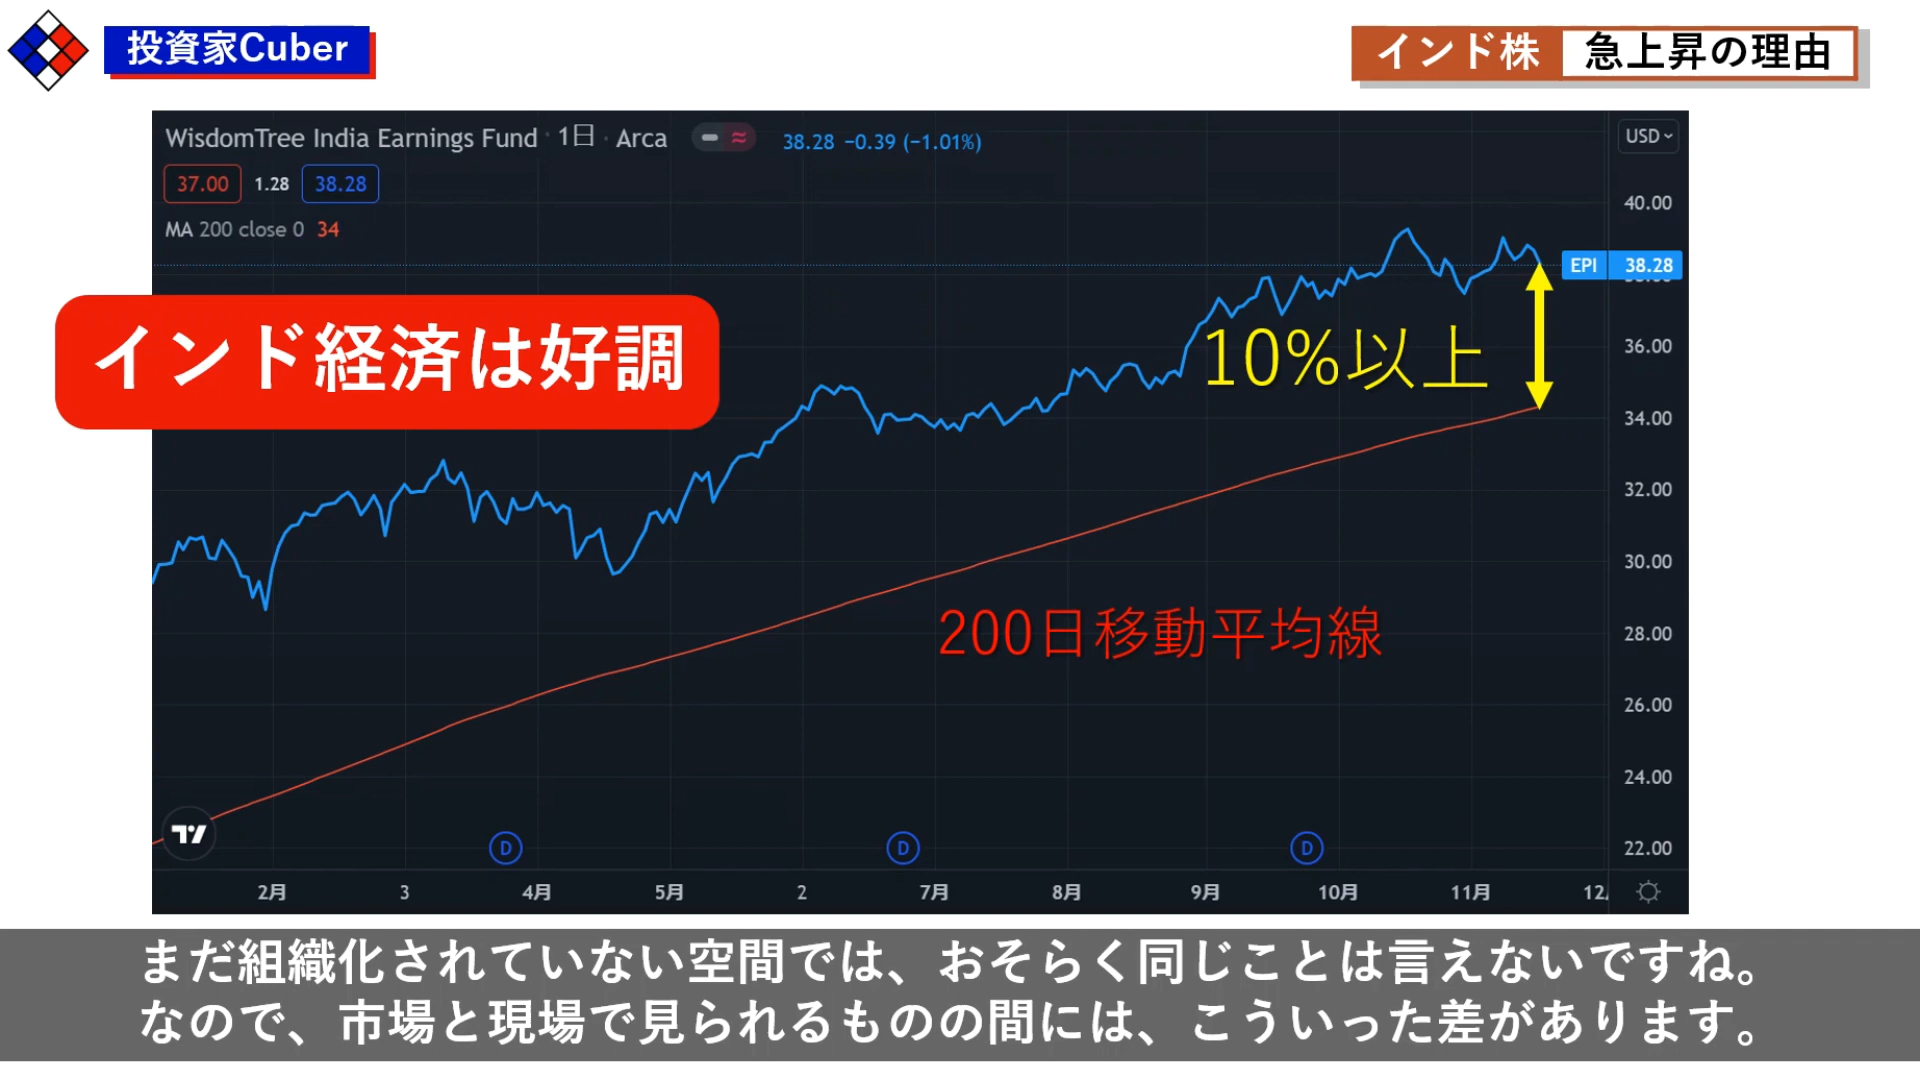 投資家Cuber
インド株 急上昇の理由
WisdomTree India Earnings Fund · 1日 · Arca 38.28 −0.39 (−1.01%)
USD
37.00 1.28 38.28
MA 200 close 0 34
40.00
EPI 38.28
インド経済は好調
10%以上
36.00
34.00
32.00
30.00
200日移動平均線
28.00
26.00
24.00
22.00
D D D
2月 3 4月 5月 2 7月 8月 9月 10月 11月 12
まだ組織化されていない空間では、おそらく同じことは言えないですね。
なので、市場と現場で見られるものの間には、こういった差があります。